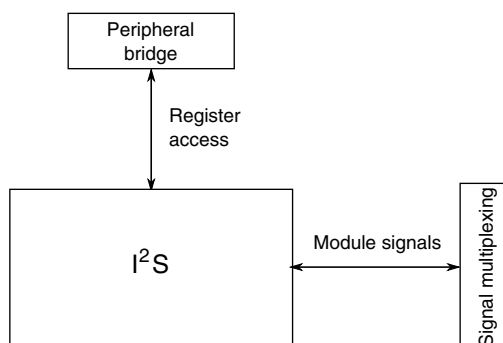 Peripheral
bridge
Register
access
I²S
Module signals
Signal multiplexing